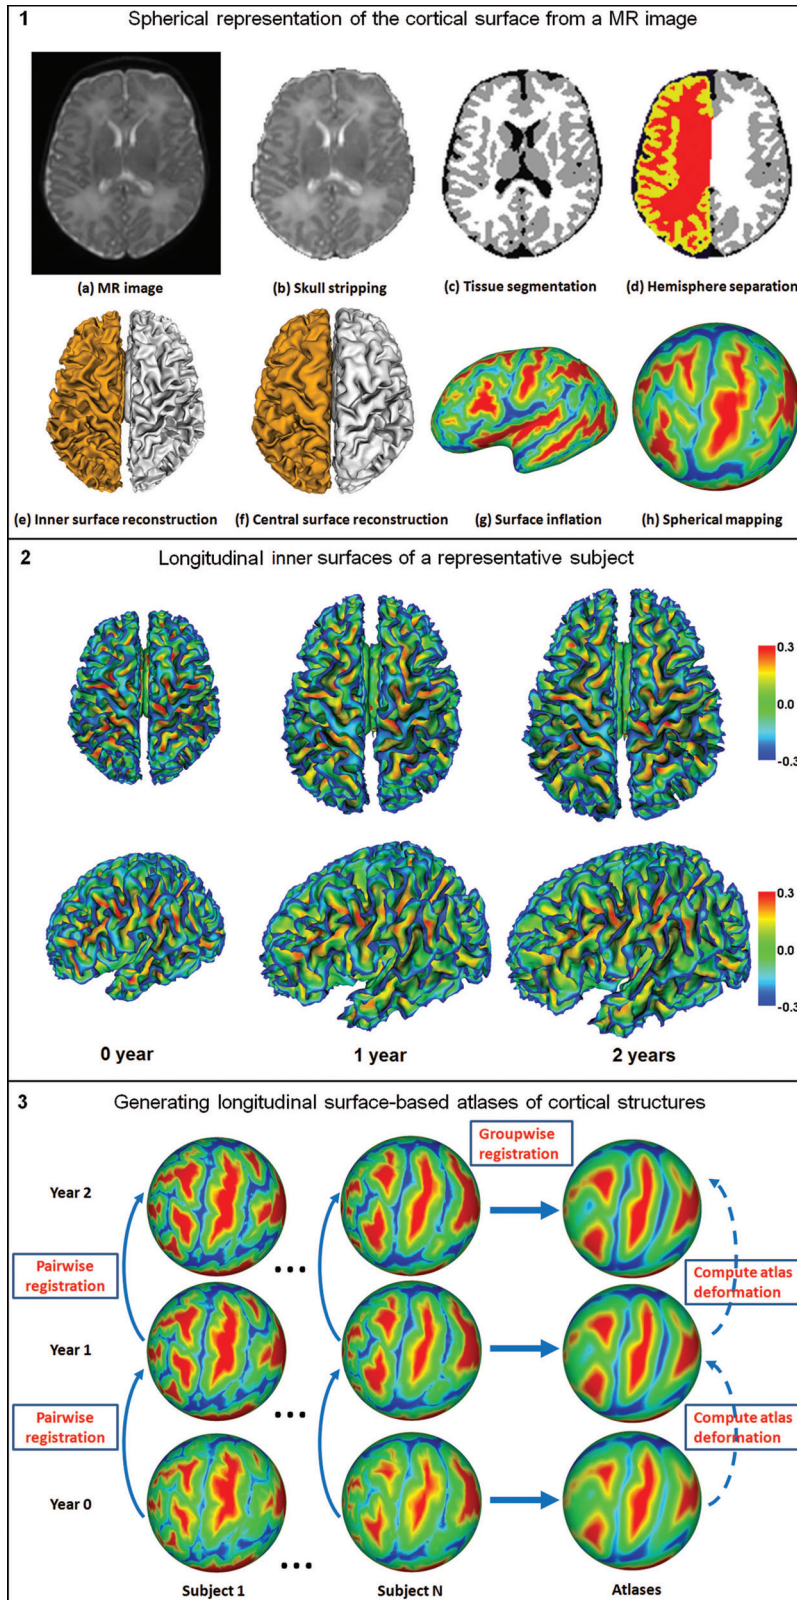 1
Spherical representation of the cortical surface from a MR image
(a) MR image
(b) Skull stripping
(c) Tissue segmentation
(d) Hemisphere separation
(e) Inner surface reconstruction
(f) Central surface reconstruction
(g) Surface inflation
(h) Spherical mapping
2
Longitudinal inner surfaces of a representative subject
0.3
0.0
-0.3
0.3
0.0
-0.3
0 year
1 year
2 years
3
Generating longitudinal surface-based atlases of cortical structures
Groupwise
registration
Year 2
Pairwise
registration
...
Compute atlas
deformation
Year 1
Pairwise
registration
...
Compute atlas
deformation
Year 0
...
Subject 1
Subject N
Atlases